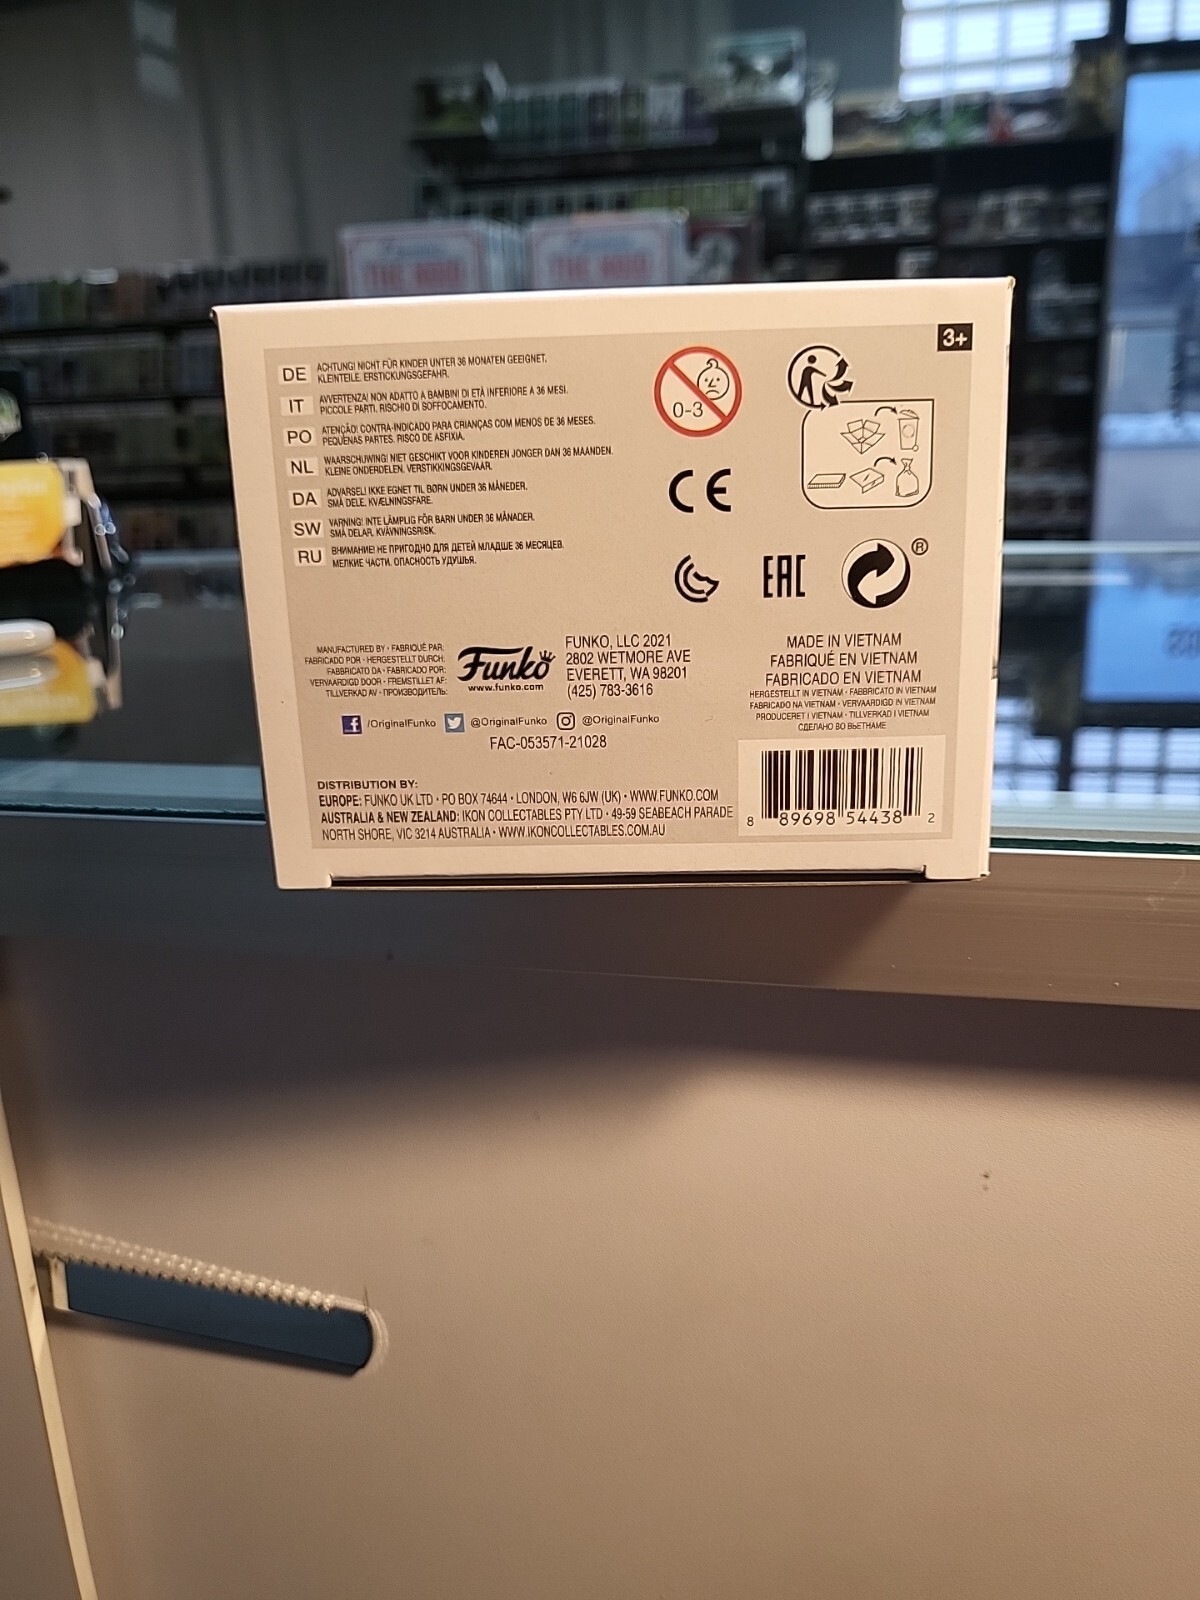 THE NOID
THE NOID
3+
DE ACHTUNG! NICHT FÜR KINDER UNTER 36 MONATEN GEEIGNET.
KLEINTEILE. ERSTICKUNGSGEFAHR.
IT AVVERTENZA! NON ADATTO A BAMBINI DI ETÀ INFERIORE A 36 MESI.
PICCOLE PARTI. RISCHIO DI SOFFOCAMENTO.
PO ATENÇÃO! CONTRA-INDICADO PARA CRIANÇAS COM MENOS DE 36 MESES.
PEQUENAS PARTES. RISCO DE ASFIXIA.
NL WAARSCHUWING! NIET GESCHIKT VOOR KINDEREN JONGER DAN 36 MAANDEN.
KLEINE ONDERDELEN. VERSTIKKINGSGEVAAR.
DA ADVARSEL! IKKE EGNET TIL BØRN UNDER 36 MÅNEDER.
SMÅ DELE. KVÆLNINGSFARE.
SW VARNING! INTE LÄMPLIG FÖR BARN UNDER 36 MÅNADER.
SMÅ DELAR. KVÄVNINGSRISK.
RU ВНИМАНИЕ! НЕ ПРИГОДНО ДЛЯ ДЕТЕЙ МЛАДШЕ 36 МЕСЯЦЕВ.
МЕЛКИЕ ЧАСТИ. ОПАСНОСТЬ УДУШЬЯ.
0-3
CE
EAC
®
MANUFACTURED BY • FABRIQUÉ PAR:
FABRICADO POR • HERGESTELLT DURCH:
FABBRICATO DA • FABRICADO POR:
VERVAARDIGD DOOR • FREMSTILLET AF:
TILLVERKAD AV • ПРОИЗВОДИТЕЛЬ:
Funko
www.funko.com
FUNKO, LLC 2021
2802 WETMORE AVE
EVERETT, WA 98201
(425) 783-3616
MADE IN VIETNAM
FABRIQUÉ EN VIETNAM
FABRICADO EN VIETNAM
HERGESTELLT IN VIETNAM • FABBRICATO IN VIETNAM
FABRICADO NA VIETNAM • VERVAARDIGD IN VIETNAM
PRODUCERET I VIETNAM • TILLVERKAD I VIETNAM
СДЕЛАНО ВО ВЬЕТНАМЕ
f /OriginalFunko @OriginalFunko @OriginalFunko
FAC-053571-21028
DISTRIBUTION BY:
EUROPE: FUNKO UK LTD • PO BOX 74644 • LONDON, W6 6JW (UK) • WWW.FUNKO.COM
AUSTRALIA & NEW ZEALAND: IKON COLLECTABLES PTY LTD • 49-59 SEABEACH PARADE
NORTH SHORE, VIC 3214 AUSTRALIA • WWW.IKONCOLLECTABLES.COM.AU
8 89698 54438 2